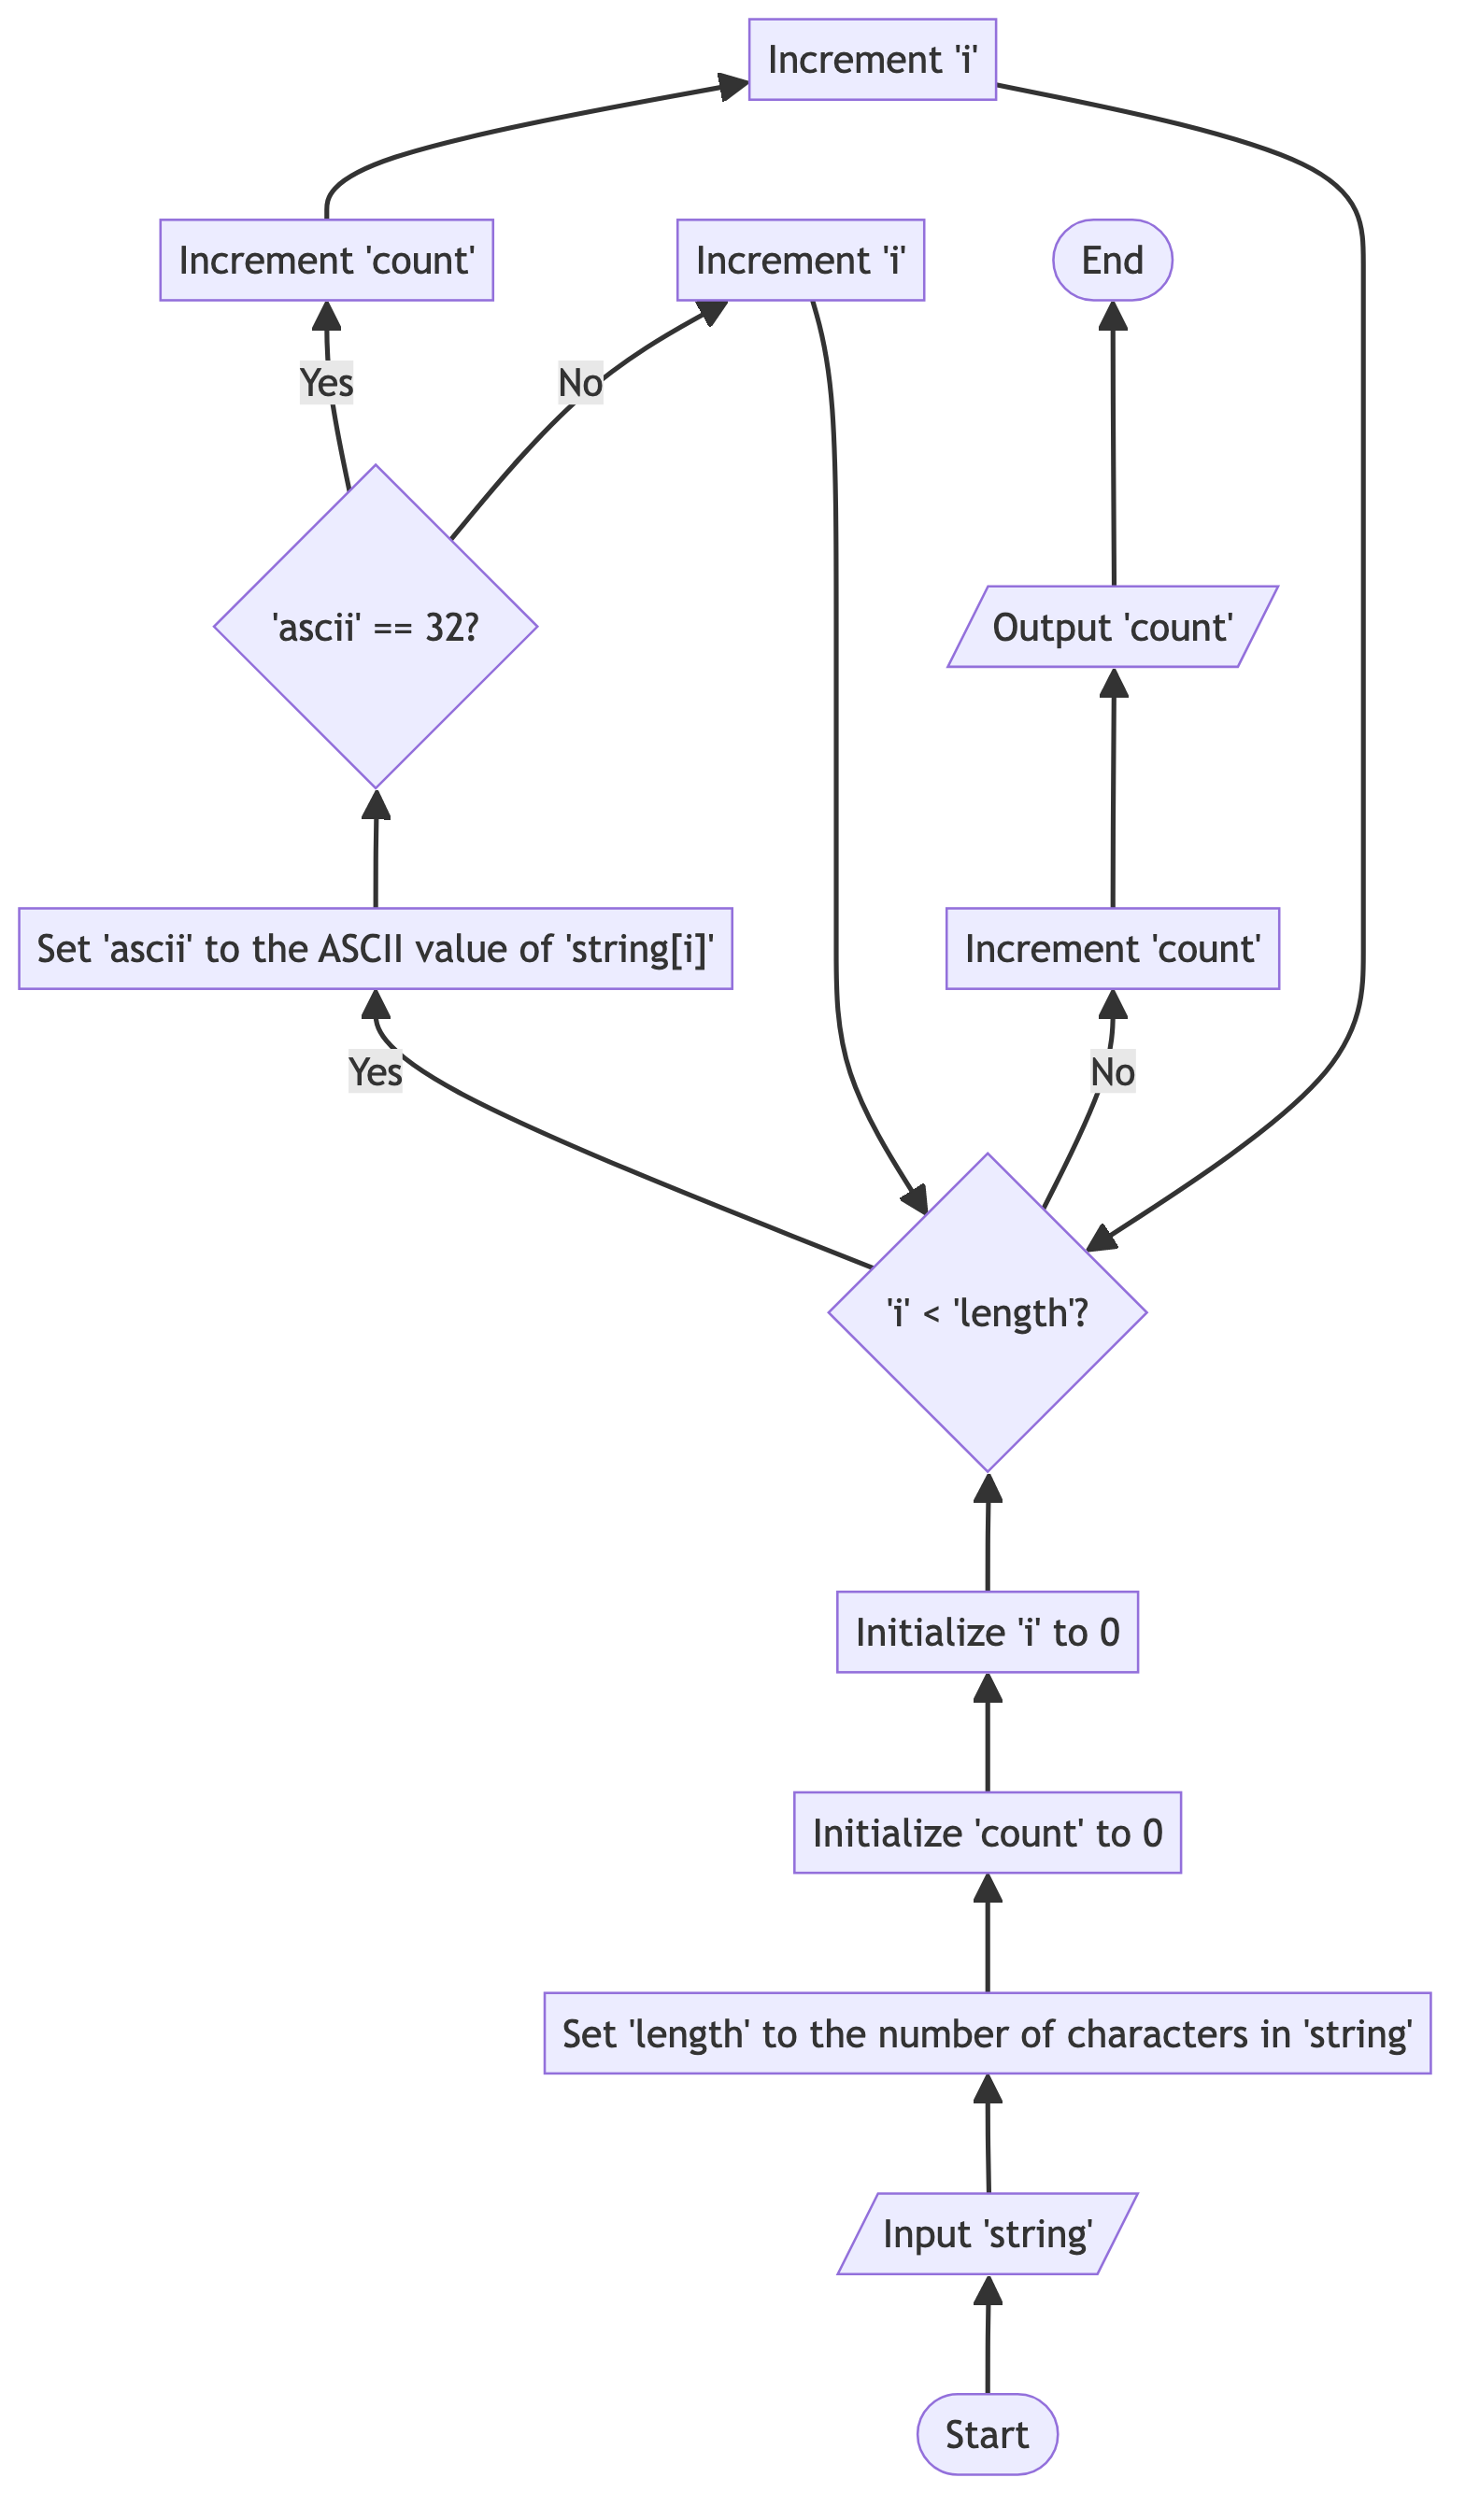 Increment 'i'
Increment 'count'
Increment 'i'
End
Yes
No
'ascii' == 32?
Output 'count'
Set 'ascii' to the ASCII value of 'string[i]'
Increment 'count'
Yes
No
'i' < 'length'?
Initialize 'i' to 0
Initialize 'count' to 0
Set 'length' to the number of characters in 'string'
Input 'string'
Start